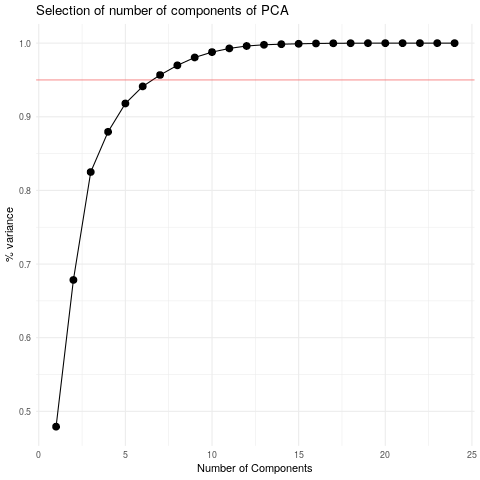 Selection of number of components of PCA
1.0
0.9
0.8
0.7
0.6
0.5
% variance
0 5 10 15 20 25
Number of Components